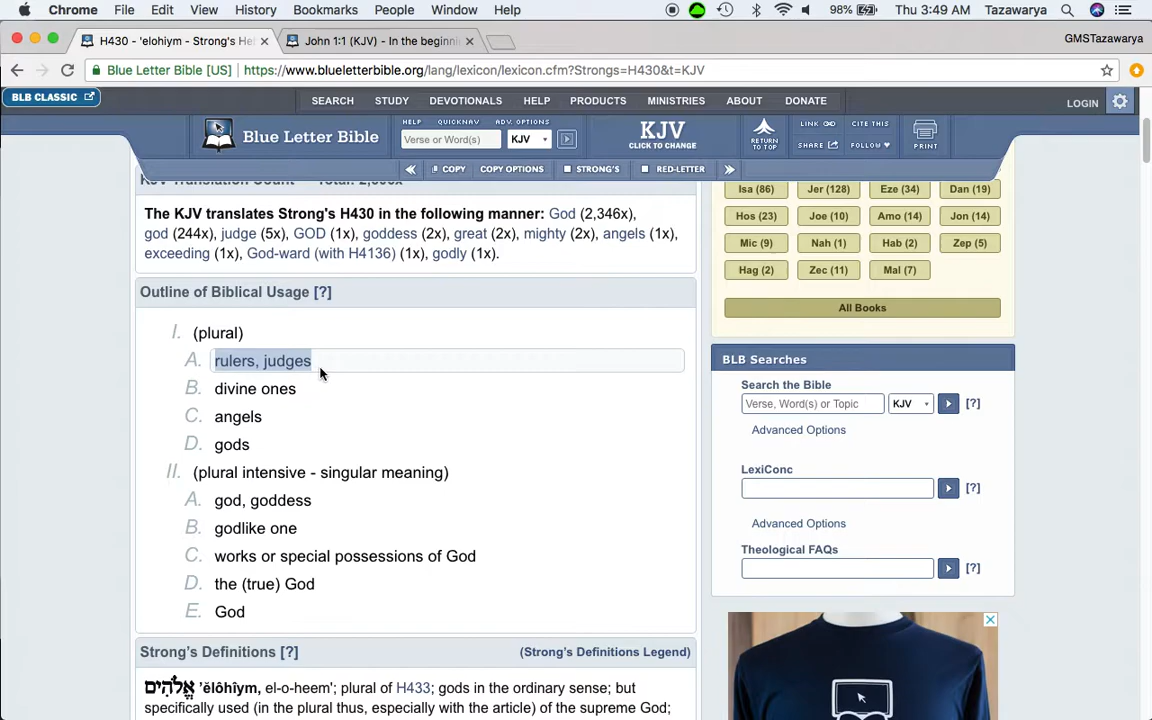 Chrome File Edit View History Bookmarks People Window Help 98% Thu 3:49 AM Tazawarya
H430 - 'elohiym - Strong's He × John 1:1 (KJV) - In the beginnin × GMSTazawarya
Blue Letter Bible [US] https://www.blueletterbible.org/lang/lexicon/lexicon.cfm?Strongs=H430&t=KJV
BLB CLASSIC
SEARCH STUDY DEVOTIONALS HELP PRODUCTS MINISTRIES ABOUT DONATE LOGIN
HELP QUICKNAV ADV. OPTIONS
Blue Letter Bible Verse or Word(s) KJV
KJV
CLICK TO CHANGE
RETURN TO TOP
LINK CITE THIS
SHARE FOLLOW
PRINT
COPY COPY OPTIONS STRONG'S RED-LETTER
The KJV translates Strong's H430 in the following manner: God (2,346x),
god (244x), judge (5x), GOD (1x), goddess (2x), great (2x), mighty (2x), angels (1x),
exceeding (1x), God-ward (with H4136) (1x), godly (1x).
Outline of Biblical Usage [?]
I. (plural)
A. rulers, judges
B. divine ones
C. angels
D. gods
II. (plural intensive - singular meaning)
A. god, goddess
B. godlike one
C. works or special possessions of God
D. the (true) God
E. God
Strong's Definitions [?] (Strong's Definitions Legend)
אֱלֹהִים 'ĕlôhîym, el-o-heem'; plural of H433; gods in the ordinary sense; but
specifically used (in the plural thus, especially with the article) of the supreme God;
Isa (86) Jer (128) Eze (34) Dan (19)
Hos (23) Joe (10) Amo (14) Jon (14)
Mic (9) Nah (1) Hab (2) Zep (5)
Hag (2) Zec (11) Mal (7)
All Books
BLB Searches
Search the Bible
Verse, Word(s) or Topic KJV [?]
Advanced Options
LexiConc
[?]
Advanced Options
Theological FAQs
[?]